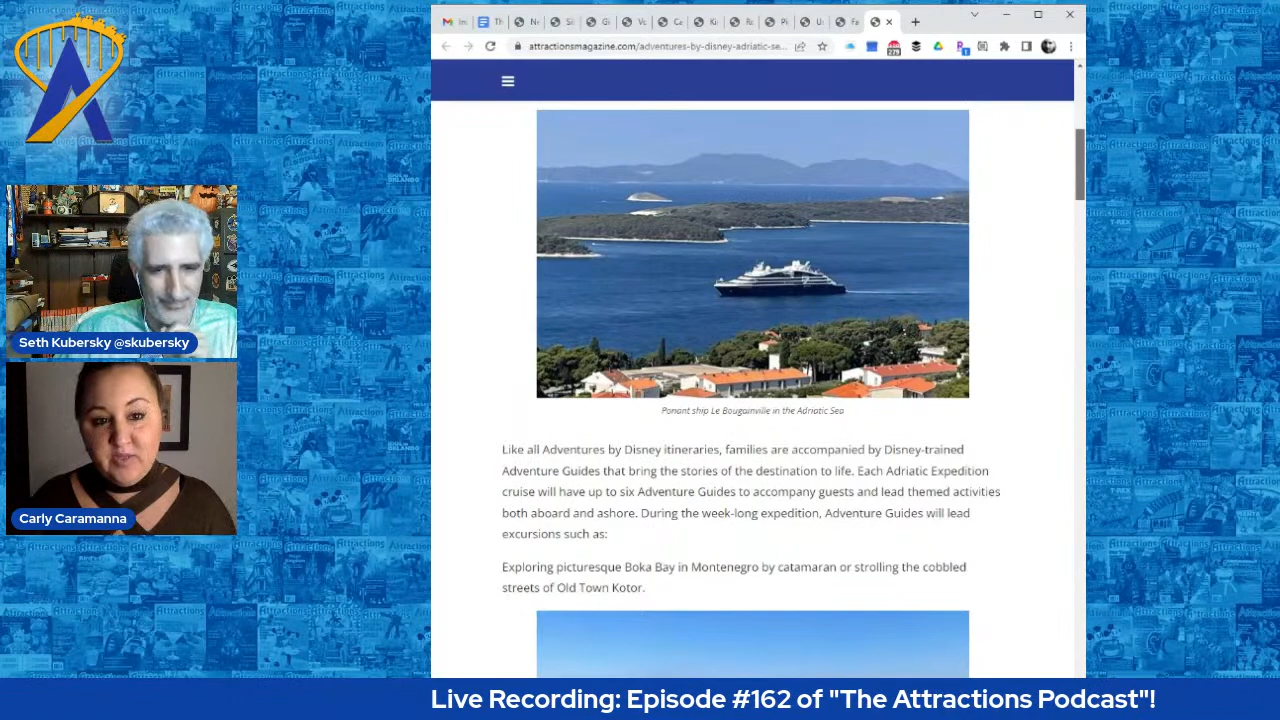 attractionsmagazine.com/adventures-by-disney-adriatic-se...
Seth Kubersky @skubersky
Carly Caramanna
Ponant ship Le Bougainville in the Adriatic Sea
Like all Adventures by Disney itineraries, families are accompanied by Disney-trained
Adventure Guides that bring the stories of the destination to life. Each Adriatic Expedition
cruise will have up to six Adventure Guides to accompany guests and lead themed activities
both aboard and ashore. During the week-long expedition, Adventure Guides will lead
excursions such as:
Exploring picturesque Boka Bay in Montenegro by catamaran or strolling the cobbled
streets of Old Town Kotor.
Live Recording: Episode #162 of "The Attractions Podcast"!